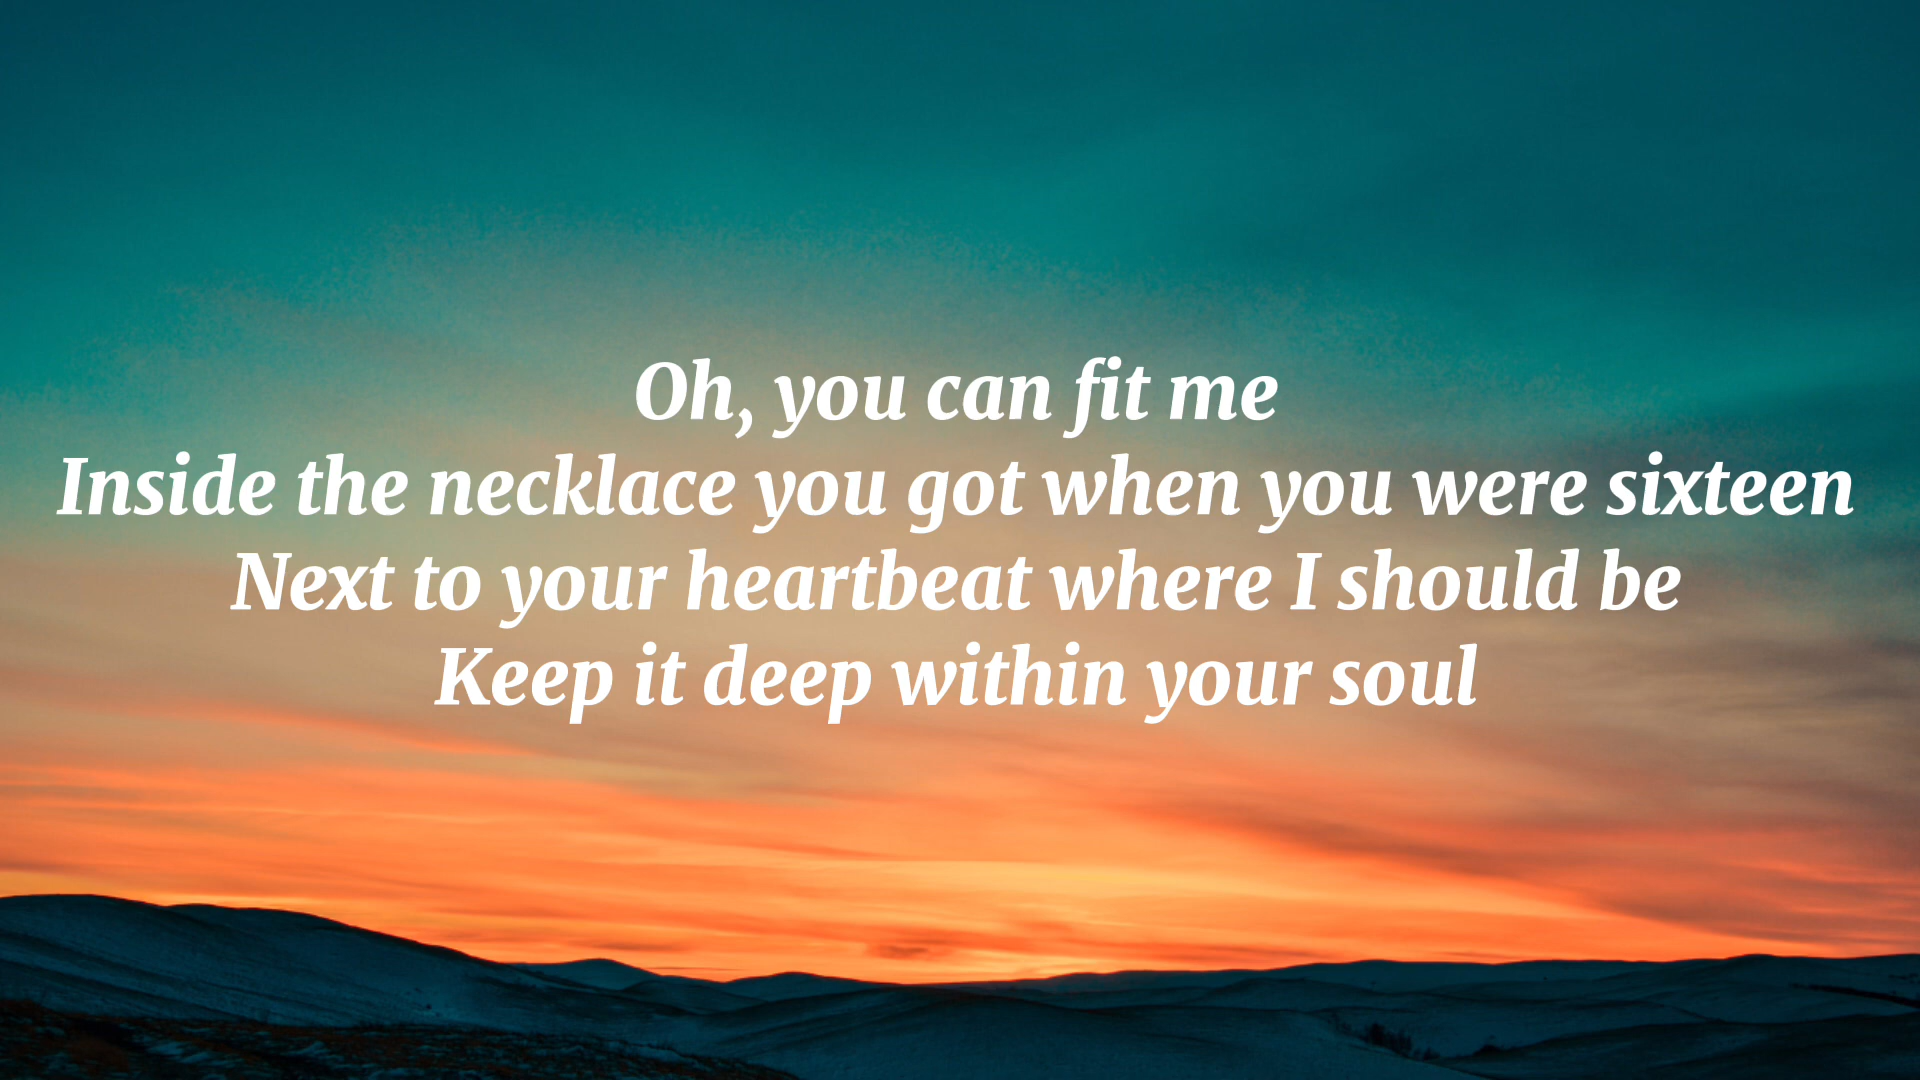 Oh, you can fit me
Inside the necklace you got when you were sixteen
Next to your heartbeat where I should be
Keep it deep within your soul